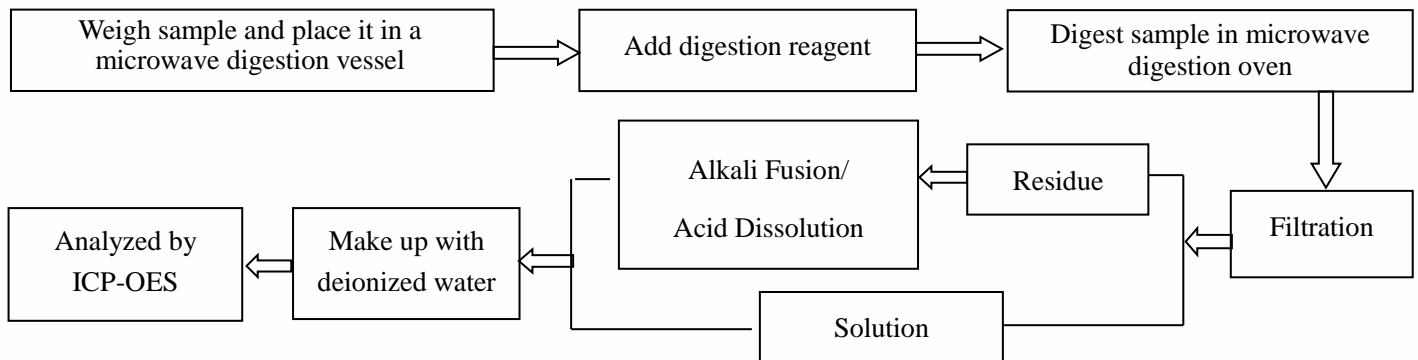 Weigh sample and place it in a
microwave digestion vessel
Add digestion reagent
Digest sample in microwave
digestion oven
Filtration
Residue
Alkali Fusion/
Acid Dissolution
Solution
Make up with
deionized water
Analyzed by
ICP-OES